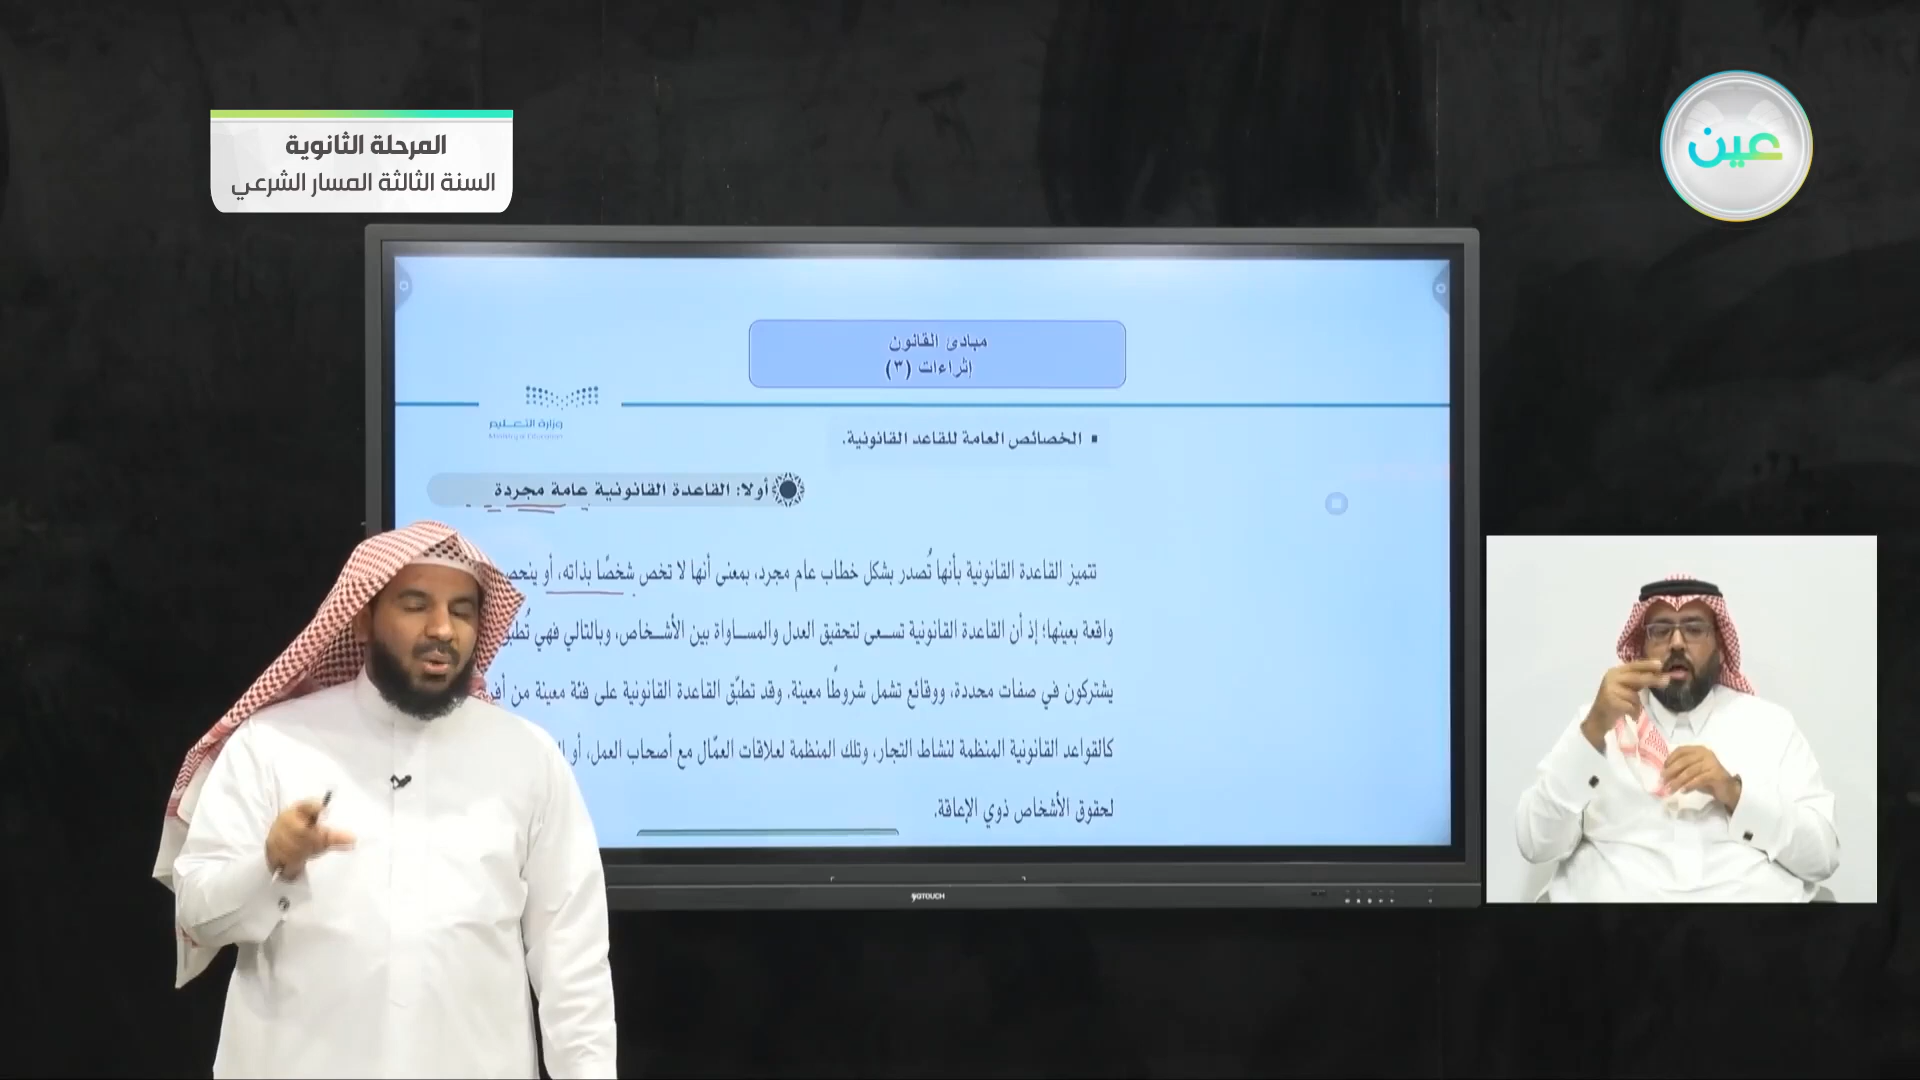 المرحلة الثانوية
السنة الثالثة المسار الشرعي
عين
مبادئ القانون
إثراءات (٣)
وزارة التعليم
Ministry of Education
▪ الخصائص العامة للقاعد القانونية.
أولا: القاعدة القانونية عامة مجردة
تتميز القاعدة القانونية بأنها تُصدر بشكل خطاب عام مجرد، بمعنى أنها لا تخص شخصًا بذاته، أو
واقعة بعينها؛ إذ أن القاعدة القانونية تسعى لتحقيق العدل والمساواة بين الأشخاص، وبالتالي فهي
يشتركون في صفات محددة، ووقائع تشمل شروطًا معينة. وقد تطبّق القاعدة القانونية على فئة معينة من
كالقواعد القانونية المنظمة لنشاط التجار، وتلك المنظمة لعلاقات العمّال مع أصحاب العمل، أو
لحقوق الأشخاص ذوي الإعاقة.